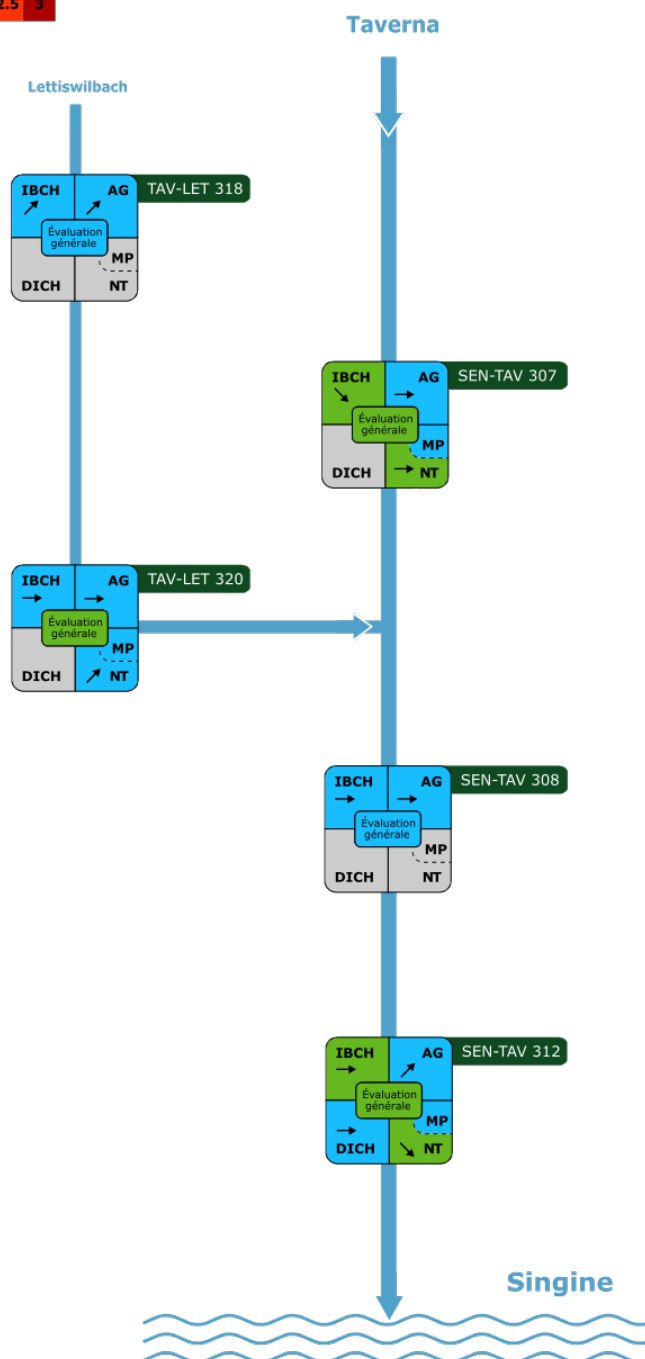 2.5 3
Taverna
Lettiswilbach
IBCH AG TAV-LET 318
Évaluation
générale
MP
DICH NT
IBCH AG SEN-TAV 307
Évaluation
générale
MP
DICH NT
IBCH AG TAV-LET 320
Évaluation
générale
MP
DICH NT
IBCH AG SEN-TAV 308
Évaluation
générale
MP
DICH NT
IBCH AG SEN-TAV 312
Évaluation
générale
MP
DICH NT
Singine